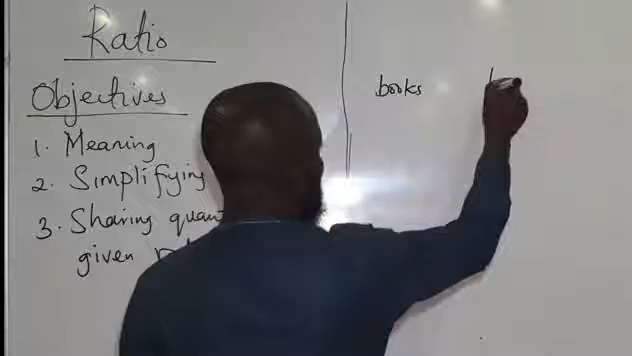 Ratio
Objectives
1. Meaning
2. Simplifying
3. Sharing
given
books